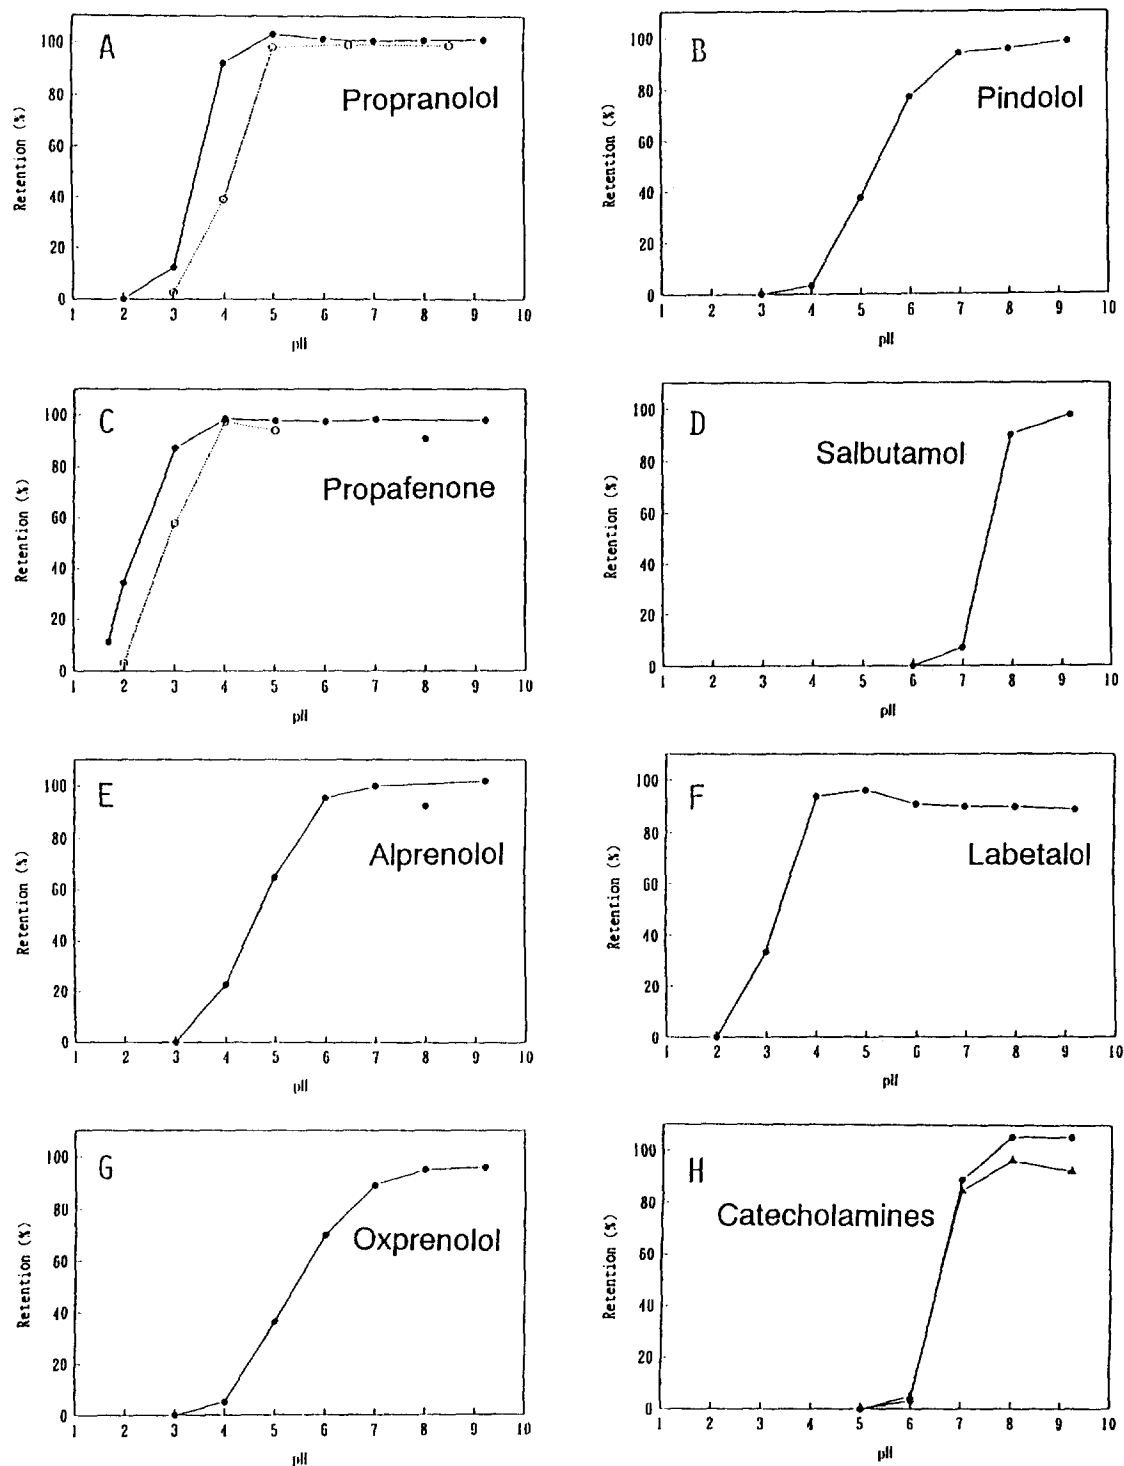 A
Propranolol
Retention (%)
100
80
60
40
20
0
1 2 3 4 5 6 7 8 9 10
pH
B
Pindolol
Retention (%)
100
80
60
40
20
0
1 2 3 4 5 6 7 8 9 10
pH
C
Propafenone
Retention (%)
100
80
60
40
20
0
1 2 3 4 5 6 7 8 9 10
pH
D
Salbutamol
Retention (%)
100
80
60
40
20
0
1 2 3 4 5 6 7 8 9 10
pH
E
Alprenolol
Retention (%)
100
80
60
40
20
0
1 2 3 4 5 6 7 8 9 10
pH
F
Labetalol
Retention (%)
100
80
60
40
20
0
1 2 3 4 5 6 7 8 9 10
pH
G
Oxprenolol
Retention (%)
100
80
60
40
20
0
1 2 3 4 5 6 7 8 9 10
pH
H
Catecholamines
Retention (%)
100
80
60
40
20
0
1 2 3 4 5 6 7 8 9 10
pH